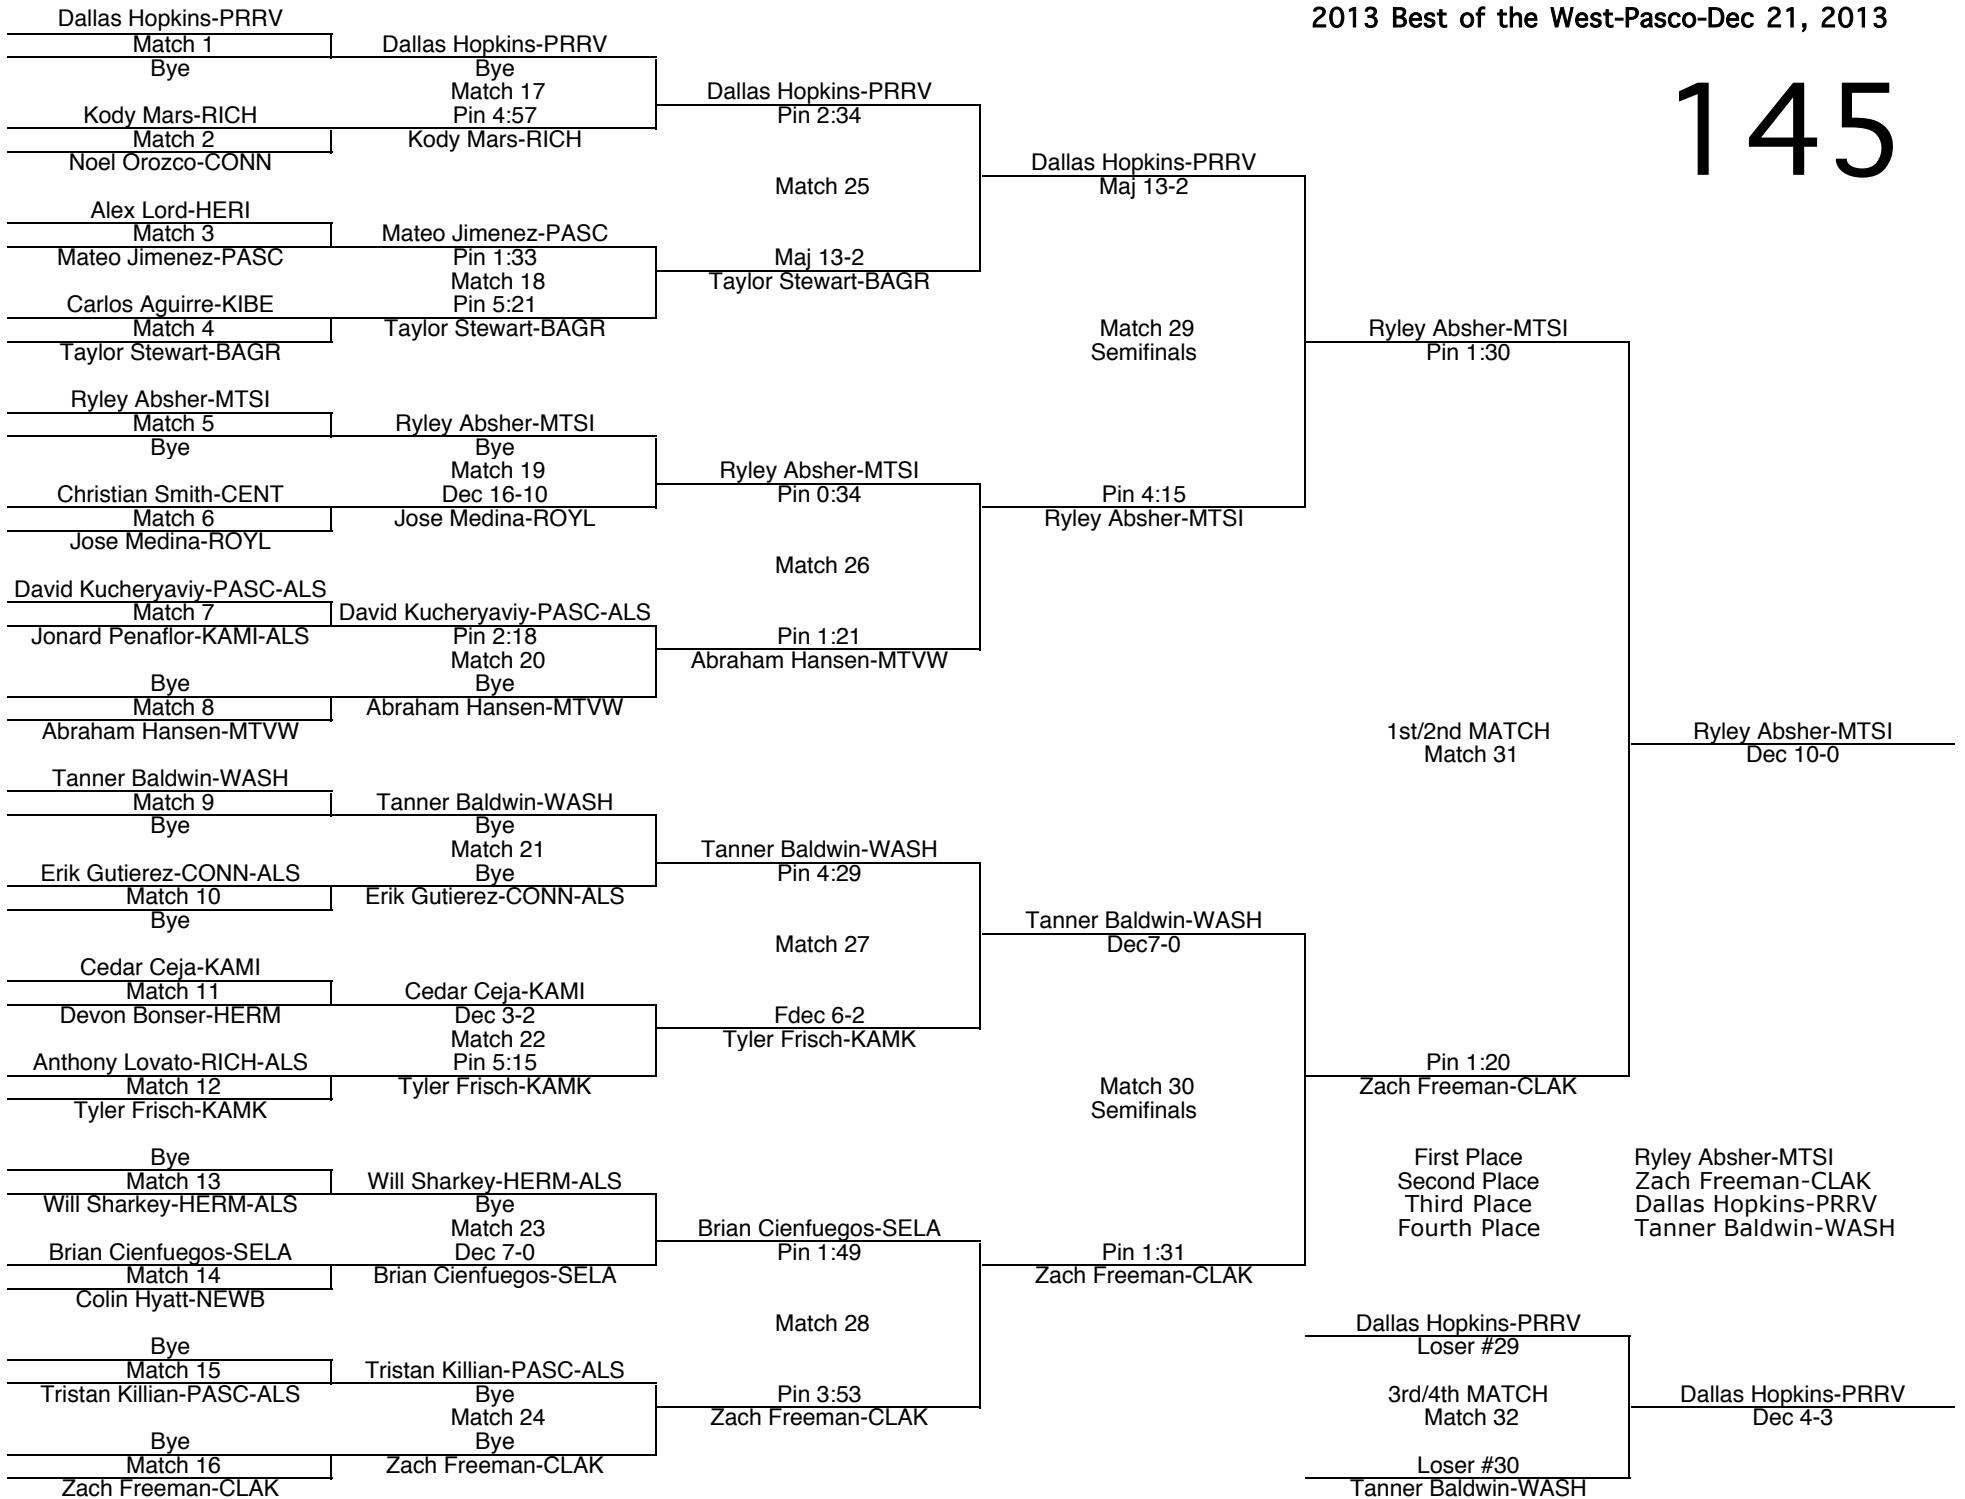 2013 Best of the West-Pasco-Dec 21, 2013
145
Dallas Hopkins-PRRV
Match 1
Bye
Kody Mars-RICH
Match 2
Noel Orozco-CONN
Alex Lord-HERI
Match 3
Mateo Jimenez-PASC
Carlos Aguirre-KIBE
Match 4
Taylor Stewart-BAGR
Ryley Absher-MTSI
Match 5
Bye
Christian Smith-CENT
Match 6
Jose Medina-ROYL
David Kucheryaviy-PASC-ALS
Match 7
Jonard Penaflor-KAMI-ALS
Bye
Match 8
Abraham Hansen-MTVW
Tanner Baldwin-WASH
Match 9
Bye
Erik Gutierez-CONN-ALS
Match 10
Bye
Cedar Ceja-KAMI
Match 11
Devon Bonser-HERM
Anthony Lovato-RICH-ALS
Match 12
Tyler Frisch-KAMK
Bye
Match 13
Will Sharkey-HERM-ALS
Brian Cienfuegos-SELA
Match 14
Colin Hyatt-NEWB
Bye
Match 15
Tristan Killian-PASC-ALS
Bye
Match 16
Zach Freeman-CLAK
Dallas Hopkins-PRRV
Bye
Match 17
Pin 4:57
Kody Mars-RICH
Mateo Jimenez-PASC
Pin 1:33
Match 18
Pin 5:21
Taylor Stewart-BAGR
Ryley Absher-MTSI
Bye
Match 19
Dec 16-10
Jose Medina-ROYL
David Kucheryaviy-PASC-ALS
Pin 2:18
Match 20
Bye
Abraham Hansen-MTVW
Tanner Baldwin-WASH
Bye
Match 21
Bye
Erik Gutierez-CONN-ALS
Cedar Ceja-KAMI
Dec 3-2
Match 22
Pin 5:15
Tyler Frisch-KAMK
Will Sharkey-HERM-ALS
Bye
Match 23
Dec 7-0
Brian Cienfuegos-SELA
Tristan Killian-PASC-ALS
Bye
Match 24
Bye
Zach Freeman-CLAK
Dallas Hopkins-PRRV
Pin 2:34
Match 25
Maj 13-2
Taylor Stewart-BAGR
Ryley Absher-MTSI
Pin 0:34
Match 26
Pin 1:21
Abraham Hansen-MTVW
Tanner Baldwin-WASH
Pin 4:29
Match 27
Fdec 6-2
Tyler Frisch-KAMK
Brian Cienfuegos-SELA
Pin 1:49
Match 28
Pin 3:53
Zach Freeman-CLAK
Dallas Hopkins-PRRV
Maj 13-2
Match 29
Semifinals
Pin 4:15
Ryley Absher-MTSI
Tanner Baldwin-WASH
Dec7-0
Match 30
Semifinals
Pin 1:31
Zach Freeman-CLAK
Ryley Absher-MTSI
Pin 1:30
1st/2nd MATCH
Match 31
Pin 1:20
Zach Freeman-CLAK
Ryley Absher-MTSI
Dec 10-0
First Place Ryley Absher-MTSI
Second Place Zach Freeman-CLAK
Third Place Dallas Hopkins-PRRV
Fourth Place Tanner Baldwin-WASH
Dallas Hopkins-PRRV
Loser #29
3rd/4th MATCH
Match 32
Loser #30
Tanner Baldwin-WASH
Dallas Hopkins-PRRV
Dec 4-3